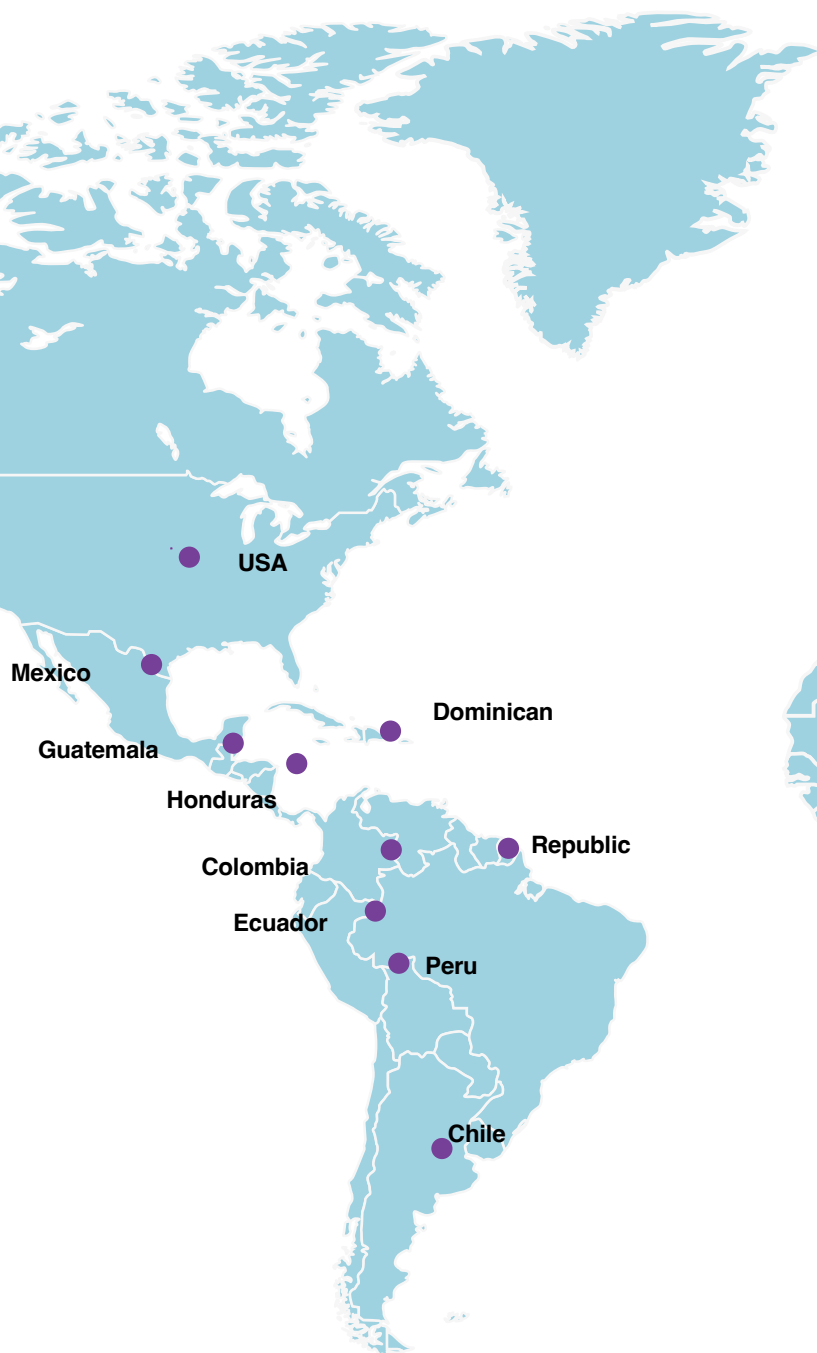 USA
Mexico
Dominican
Guatemala
Honduras
Republic
Colombia
Ecuador
Peru
Chile